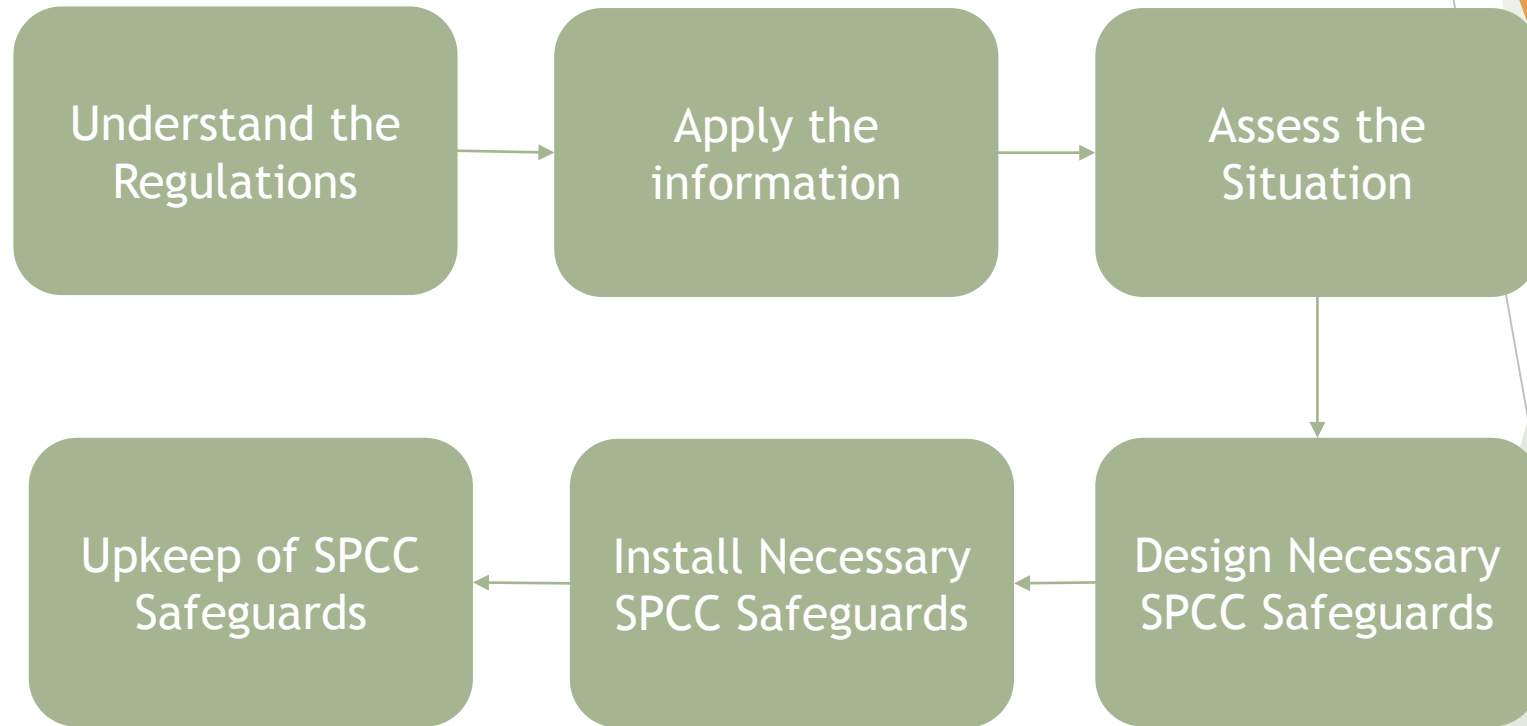 Understand the
Regulations
Apply the
information
Assess the
Situation
Design Necessary
SPCC Safeguards
Install Necessary
SPCC Safeguards
Upkeep of SPCC
Safeguards